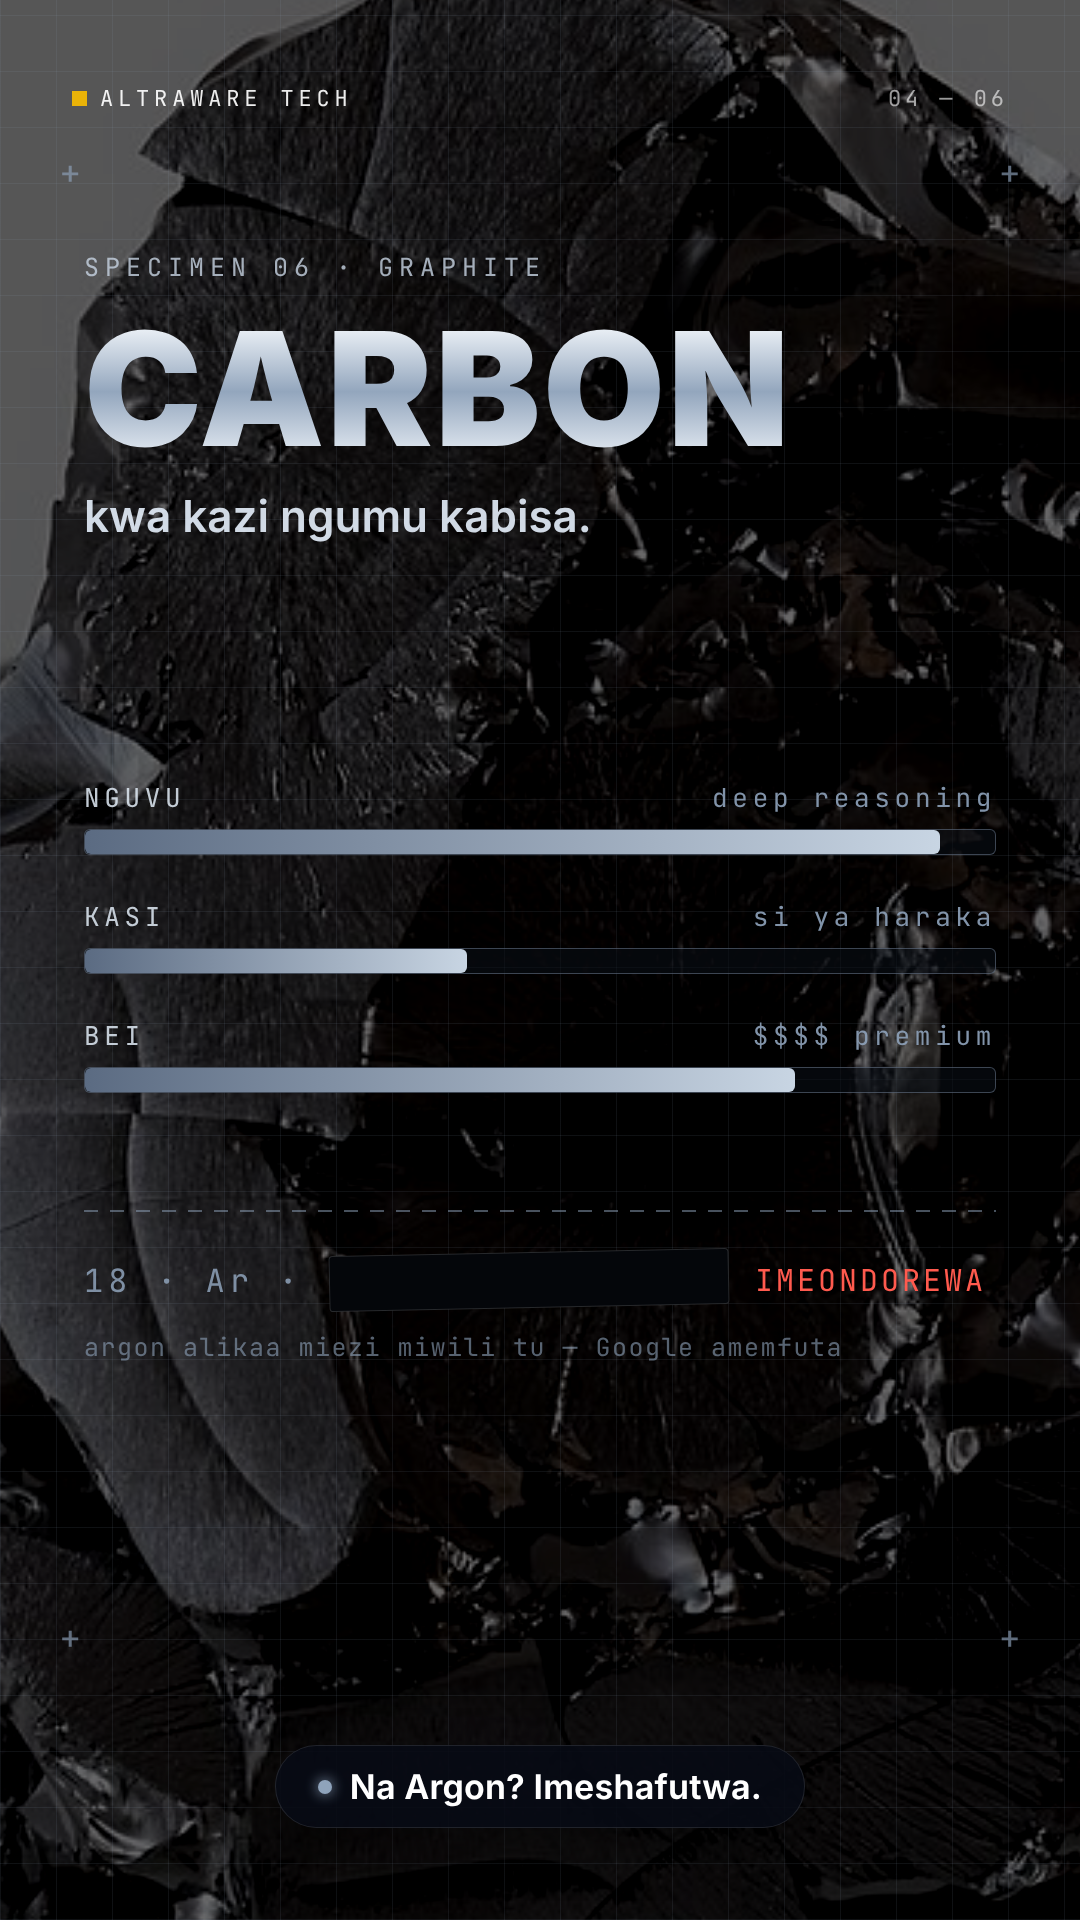 ALTRAWARE TECH
04 — 06
SPECIMEN 06 · GRAPHITE
CARBON
kwa kazi ngumu kabisa.
NGUVU
deep reasoning
KASI
si ya haraka
BEI
$$$$ premium
18 · Ar ·
IMEONDOREWA
argon alikaa miezi miwili tu — Google amemfuta
Na Argon? Imeshafutwa.